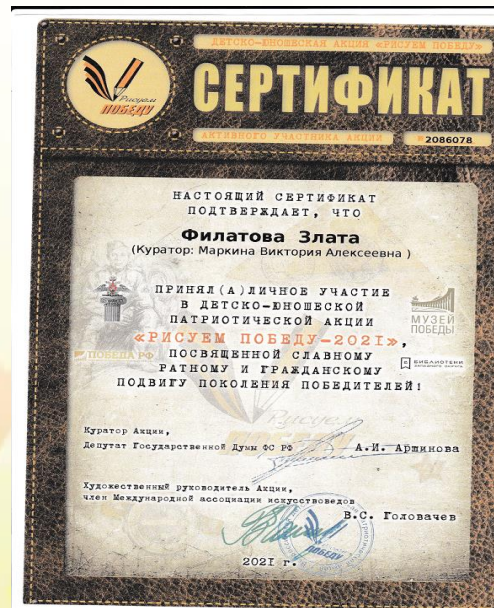 ДЕТСКО-ЮНОШЕСКАЯ АКЦИЯ «РИСУЕМ ПОБЕДУ»
Рисуем
ПОБЕДУ
СЕРТИФИКАТ
АКТИВНОГО УЧАСТНИКА АКЦИИ
2086078
НАСТОЯЩИЙ СЕРТИФИКАТ
ПОДТВЕРЖДАЕТ, ЧТО
Филатова Злата
(Куратор: Маркина Виктория Алексеевна )
ПРИНЯЛ(А) ЛИЧНОЕ УЧАСТИЕ
В ДЕТСКО-ЮНОШЕСКОЙ
ПАТРИОТИЧЕСКОЙ АКЦИИ
«РИСУЕМ ПОБЕДУ-2021»,
ПОСВЯЩЕННОЙ СЛАВНОМУ
РАТНОМУ И ГРАЖДАНСКОМУ
ПОДВИГУ ПОКОЛЕНИЯ ПОБЕДИТЕЛЕЙ!
ПОБЕДА РФ
МУЗЕЙ
ПОБЕДЫ
БИБЛИОТЕКИ
Рисуем
Куратор Акции,
Депутат Государственной Думы ФС РФ
А.И. Аршинова
Художественный руководитель Акции,
член Международной ассоциации искусствоведов
В.С. Головачев
ПОБЕДУ
2021 г.